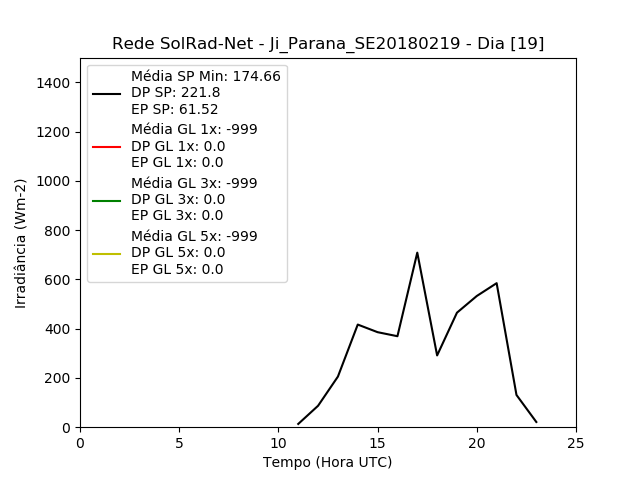 Rede SolRad-Net - Ji_Parana_SE20180219 - Dia [19]
Média SP Min: 174.66
DP SP: 221.8
EP SP: 61.52
Média GL 1x: -999
DP GL 1x: 0.0
EP GL 1x: 0.0
Média GL 3x: -999
DP GL 3x: 0.0
EP GL 3x: 0.0
Média GL 5x: -999
DP GL 5x: 0.0
EP GL 5x: 0.0
Irradiância (Wm-2)
1400
1200
1000
800
600
400
200
0
0 5 10 15 20 25
Tempo (Hora UTC)